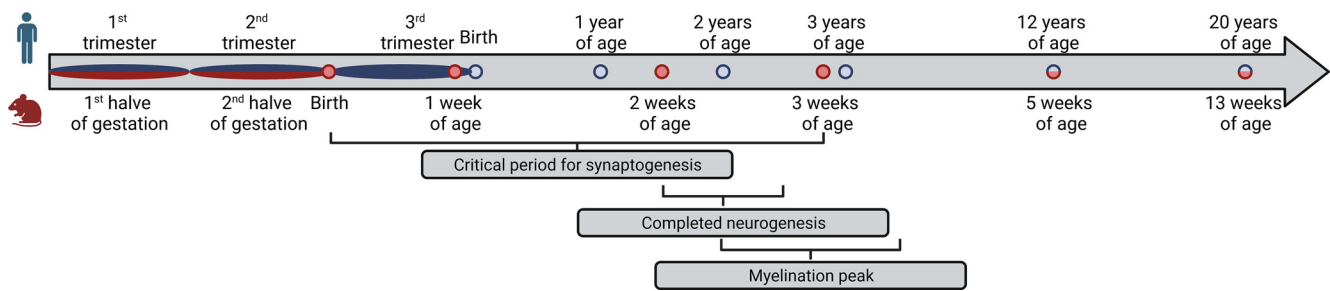 1st
trimester
2nd
trimester
3rd
trimester
Birth
1 year
of age
2 years
of age
3 years
of age
12 years
of age
20 years
of age
1st halve
of gestation
2nd halve
of gestation
Birth
1 week
of age
2 weeks
of age
3 weeks
of age
5 weeks
of age
13 weeks
of age
Critical period for synaptogenesis
Completed neurogenesis
Myelination peak